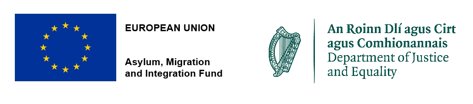 EUROPEAN UNION
Asylum, Migration
and Integration Fund
An Roinn Dlí agus Cirt
agus Comhionannais
Department of Justice
and Equality